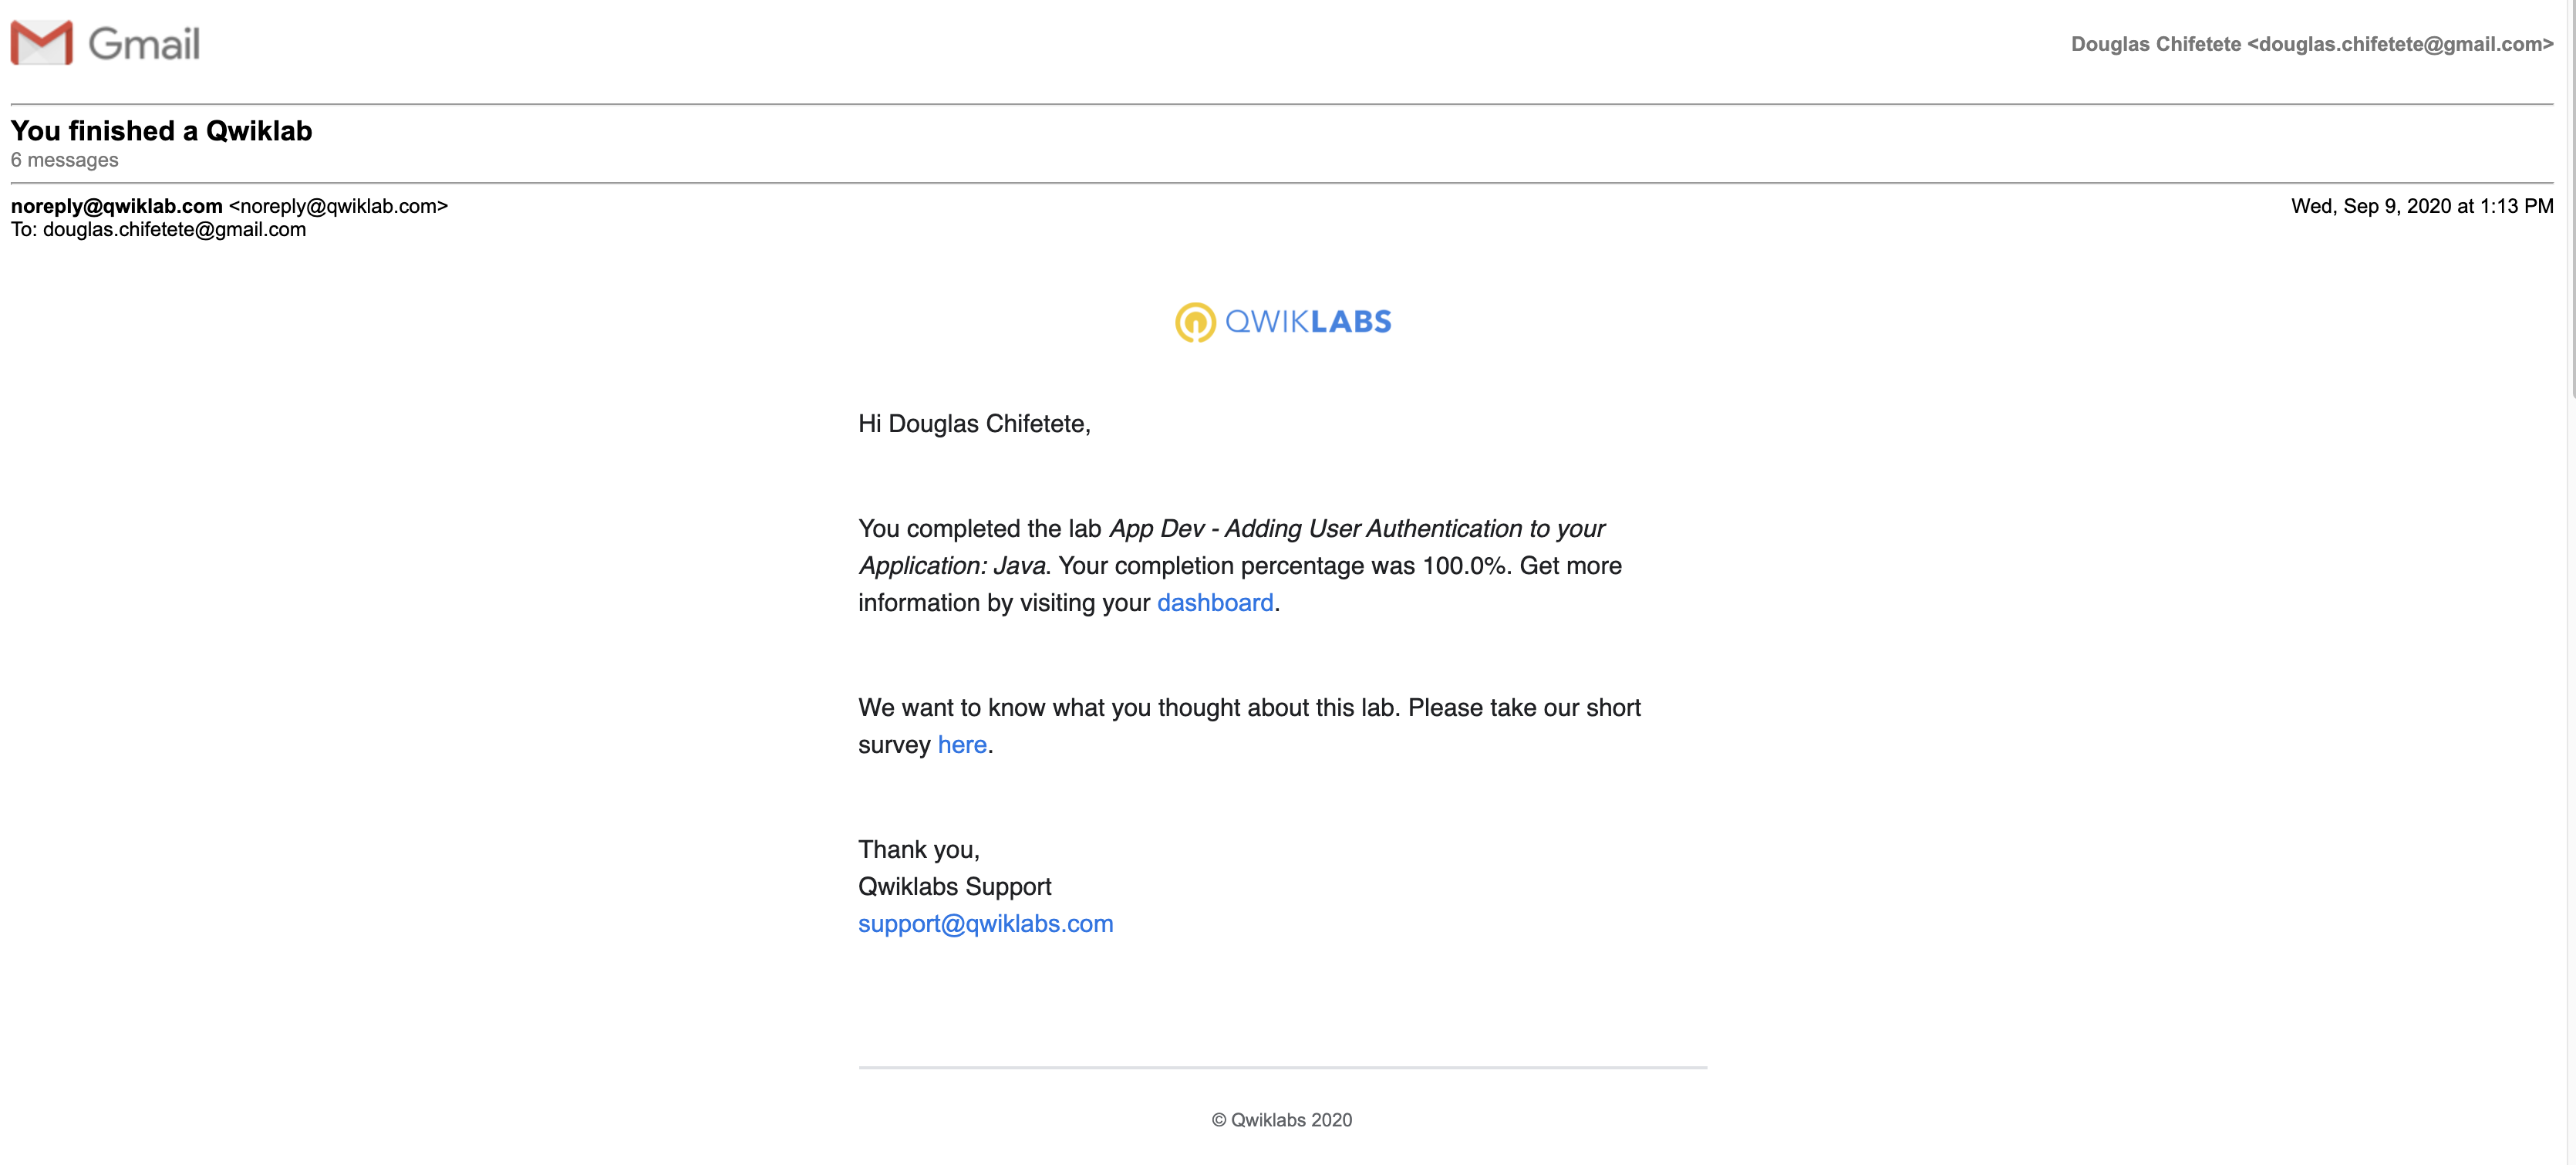 Gmail
Douglas Chifetete <douglas.chifetete@gmail.com>
You finished a Qwiklab
6 messages
noreply@qwiklab.com <noreply@qwiklab.com>
Wed, Sep 9, 2020 at 1:13 PM
To: douglas.chifetete@gmail.com
QWIKLABS
Hi Douglas Chifetete,
You completed the lab App Dev - Adding User Authentication to your
Application: Java. Your completion percentage was 100.0%. Get more
information by visiting your dashboard.
We want to know what you thought about this lab. Please take our short
survey here.
Thank you,
Qwiklabs Support
support@qwiklabs.com
© Qwiklabs 2020